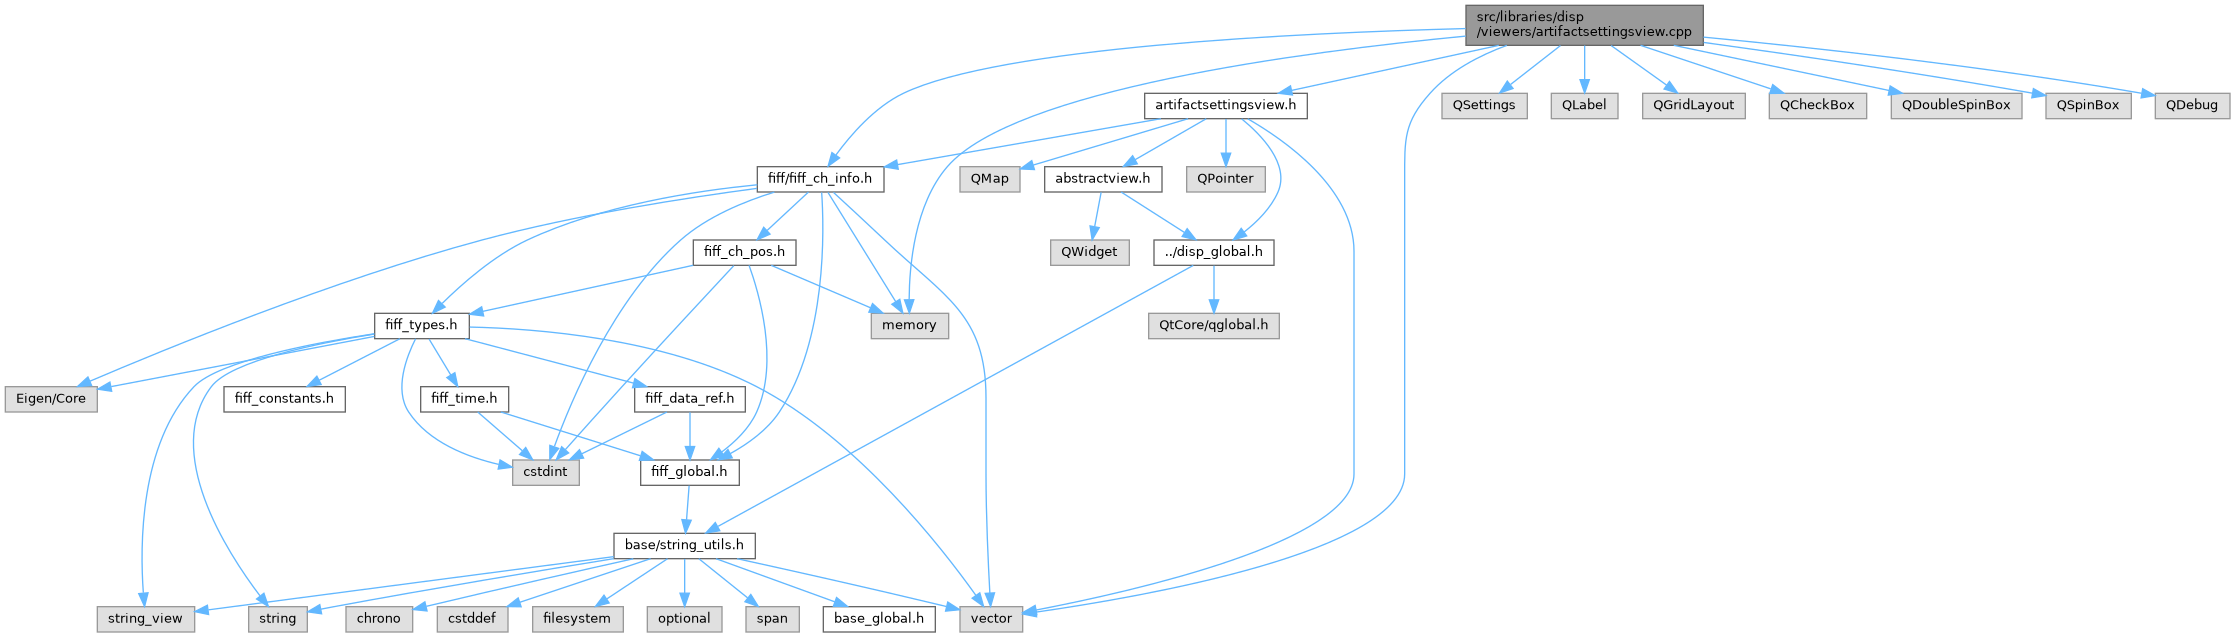 src/libraries/disp
/viewers/artifactsettingsview.cpp
artifactsettingsview.h
QSettings
QLabel
QGridLayout
QCheckBox
QDoubleSpinBox
QSpinBox
QDebug
fiff/fiff_ch_info.h
QMap
abstractview.h
QPointer
fiff_ch_pos.h
QWidget
../disp_global.h
fiff_types.h
memory
QtCore/qglobal.h
Eigen/Core
fiff_constants.h
fiff_time.h
fiff_data_ref.h
cstdint
fiff_global.h
base/string_utils.h
string_view
string
chrono
cstddef
filesystem
optional
span
base_global.h
vector